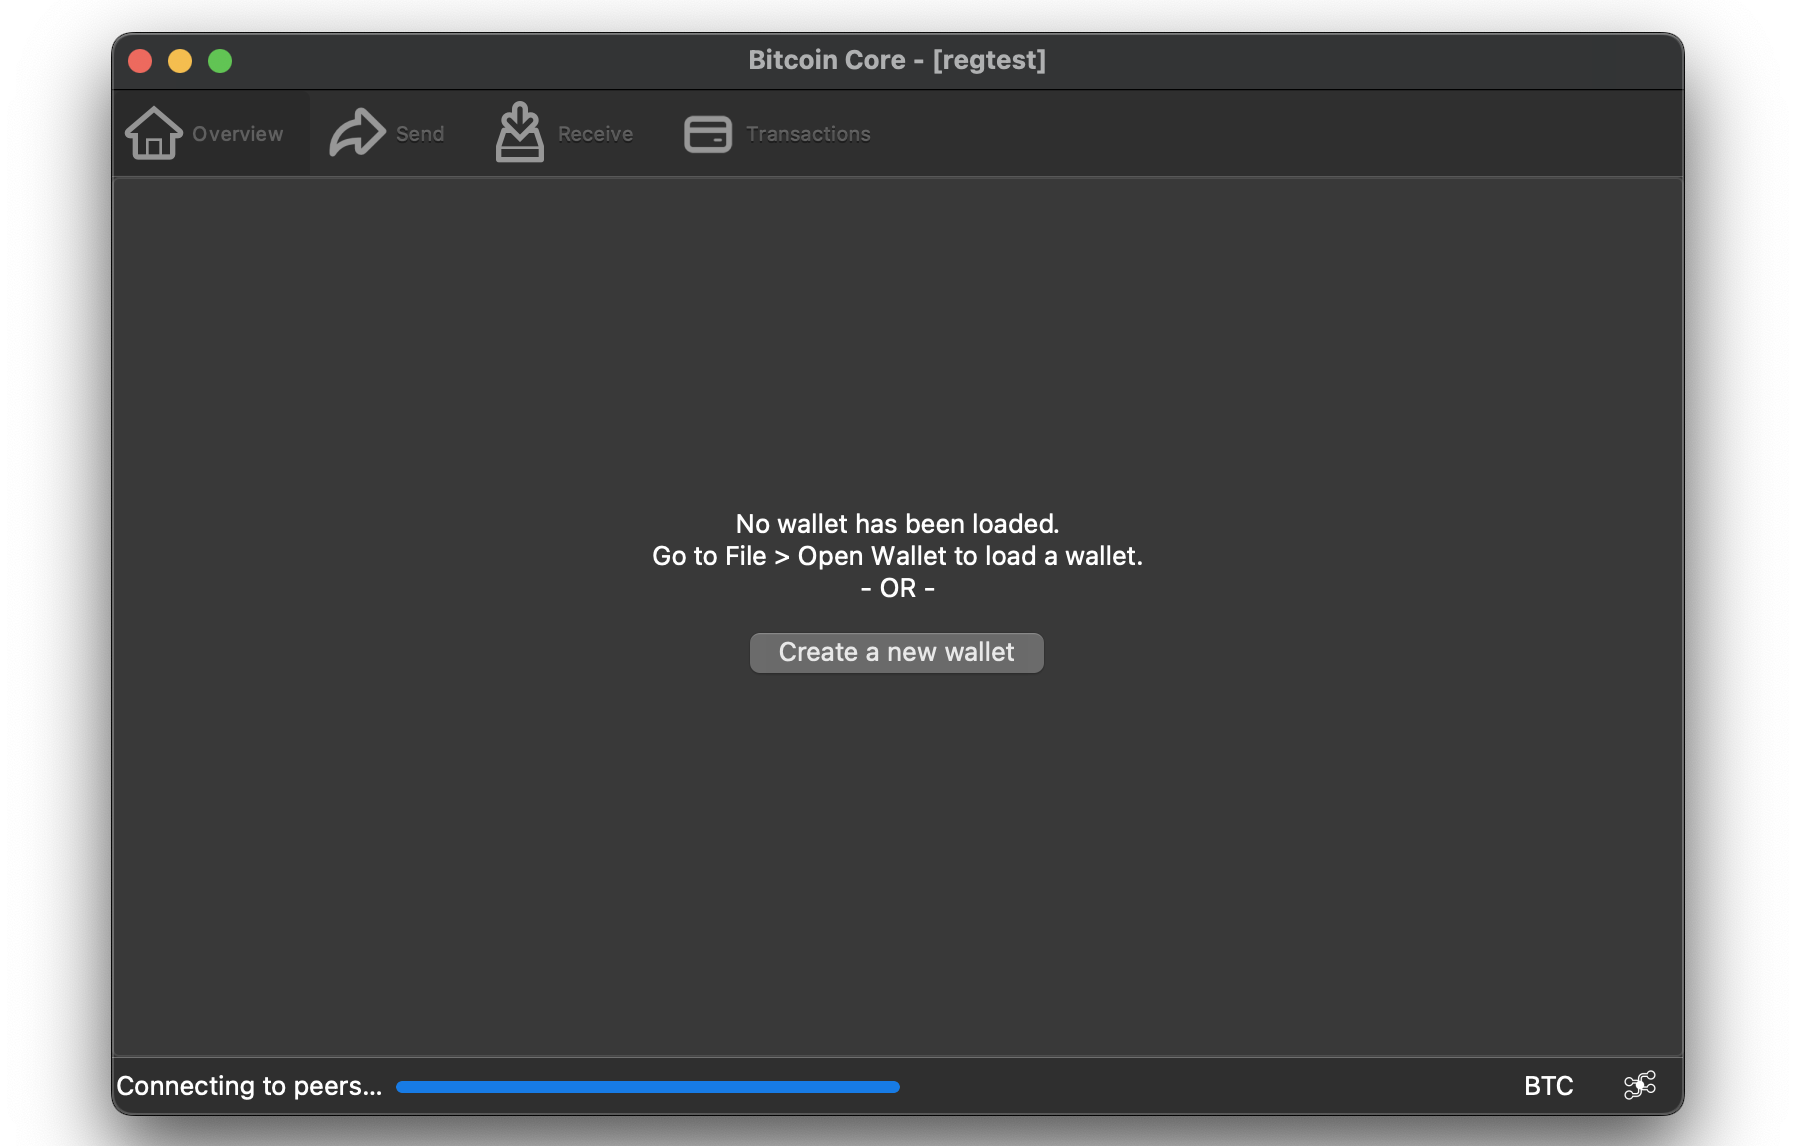 Bitcoin Core - [regtest]
Overview Send Receive Transactions
No wallet has been loaded.
Go to File > Open Wallet to load a wallet.
- OR -
Create a new wallet
Connecting to peers... BTC